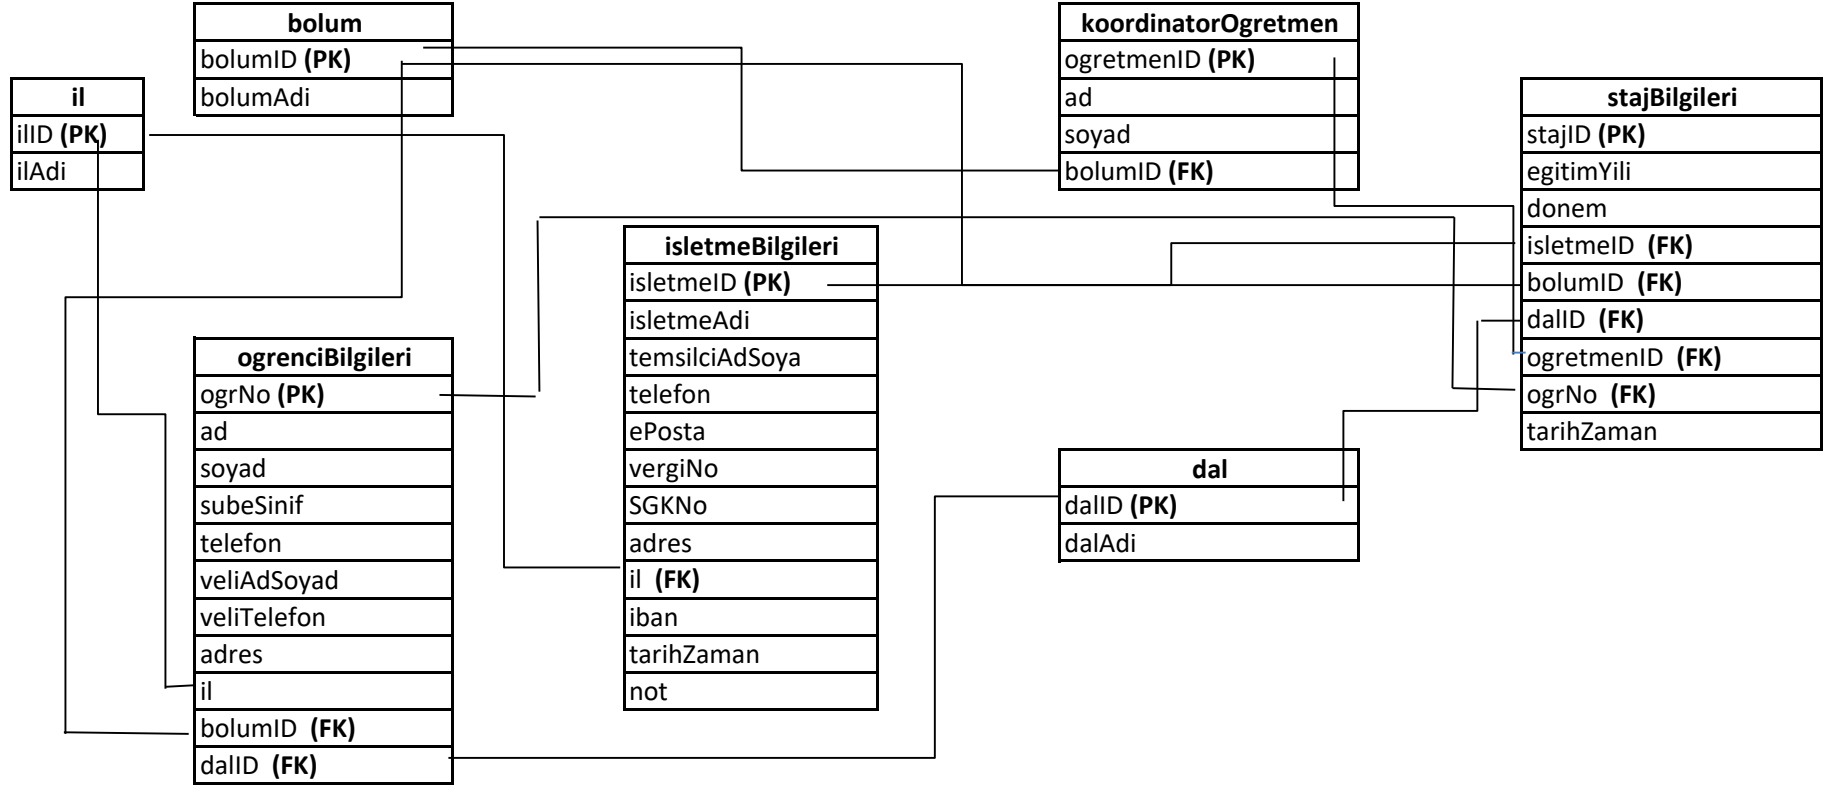 bolum
bolumID (PK)
bolumAdi
il
ilID (PK)
ilAdi
koordinatorOgretmen
ogretmenID (PK)
ad
soyad
bolumID (FK)
stajBilgileri
stajID (PK)
egitimYili
donem
isletmeID (FK)
bolumID (FK)
dalID (FK)
ogretmenID (FK)
ogrNo (FK)
tarihZaman
isletmeBilgileri
isletmeID (PK)
isletmeAdi
temsilciAdSoya
telefon
ePosta
vergiNo
SGKNo
adres
il (FK)
iban
tarihZaman
not
ogrenciBilgileri
ogrNo (PK)
ad
soyad
subeSinif
telefon
veliAdSoyad
veliTelefon
adres
il
bolumID (FK)
dalID (FK)
dal
dalID (PK)
dalAdi